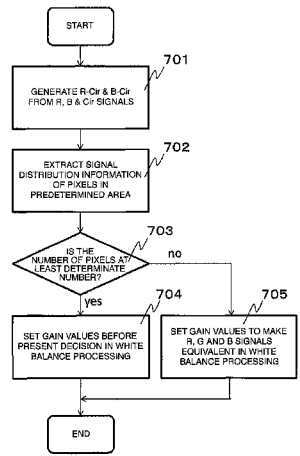 START
701
GENERATE R-Cir & B-Cir
FROM R, B & Cir SIGNALS
702
EXTRACT SIGNAL
DISTRIBUTION INFORMATION
OF PIXELS IN
PREDETERMINED AREA
703
IS THE
NUMBER OF PIXELS AT
LEAST DETERMINATE
NUMBER?
no
yes
704
SET GAIN VALUES BEFORE
PRESENT DECISION IN WHITE
BALANCE PROCESSING
705
SET GAIN VALUES TO MAKE
R, G AND B SIGNALS
EQUIVALENT IN WHITE
BALANCE PROCESSING
END